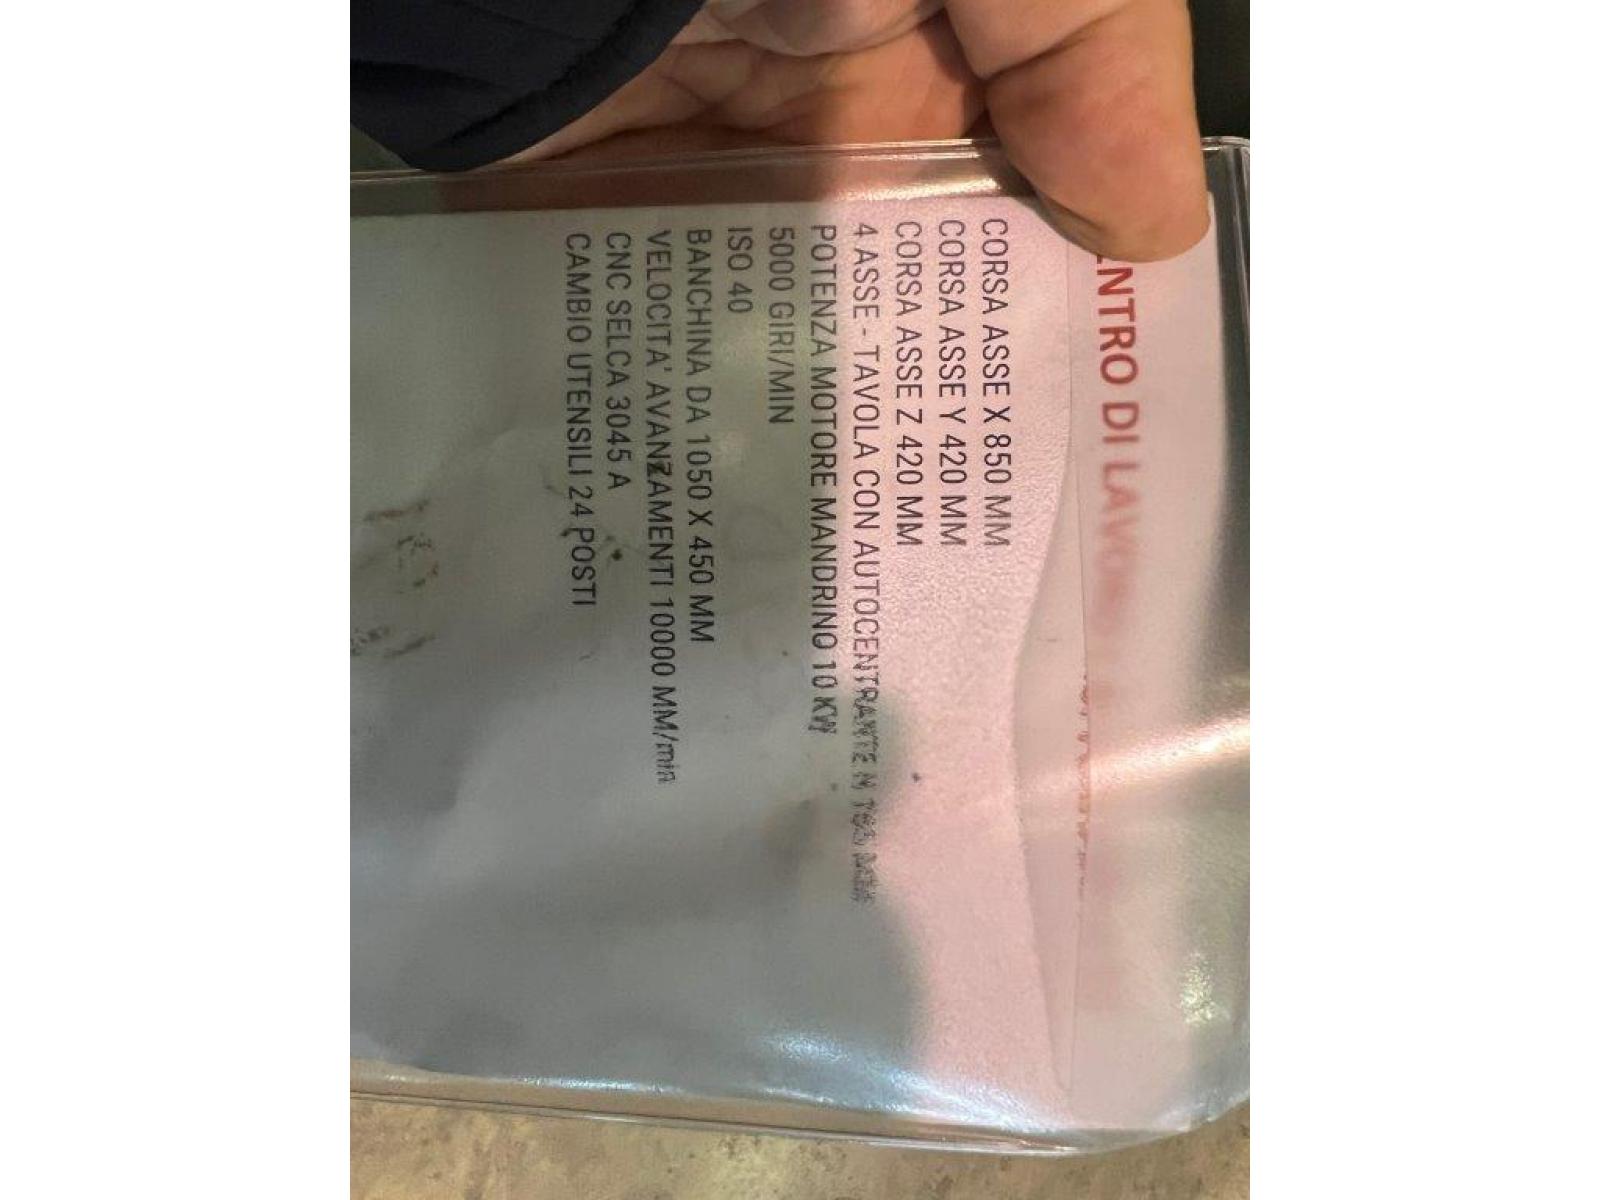 ENTRO DI LAVORO
CORSA ASSE X 850 MM
CORSA ASSE Y 420 MM
CORSA ASSE Z 420 MM
4 ASSE - TAVOLA CON AUTOCENTRANTE
POTENZA MOTORE MANDRINO 10 KW
5000 GIRI/MIN
ISO 40
BANCHINA DA 1050 X 450 MM
VELOCITA' AVANZAMENTI 10000 MM/min
CNC SELCA 3045 A
CAMBIO UTENSILI 24 POSTI